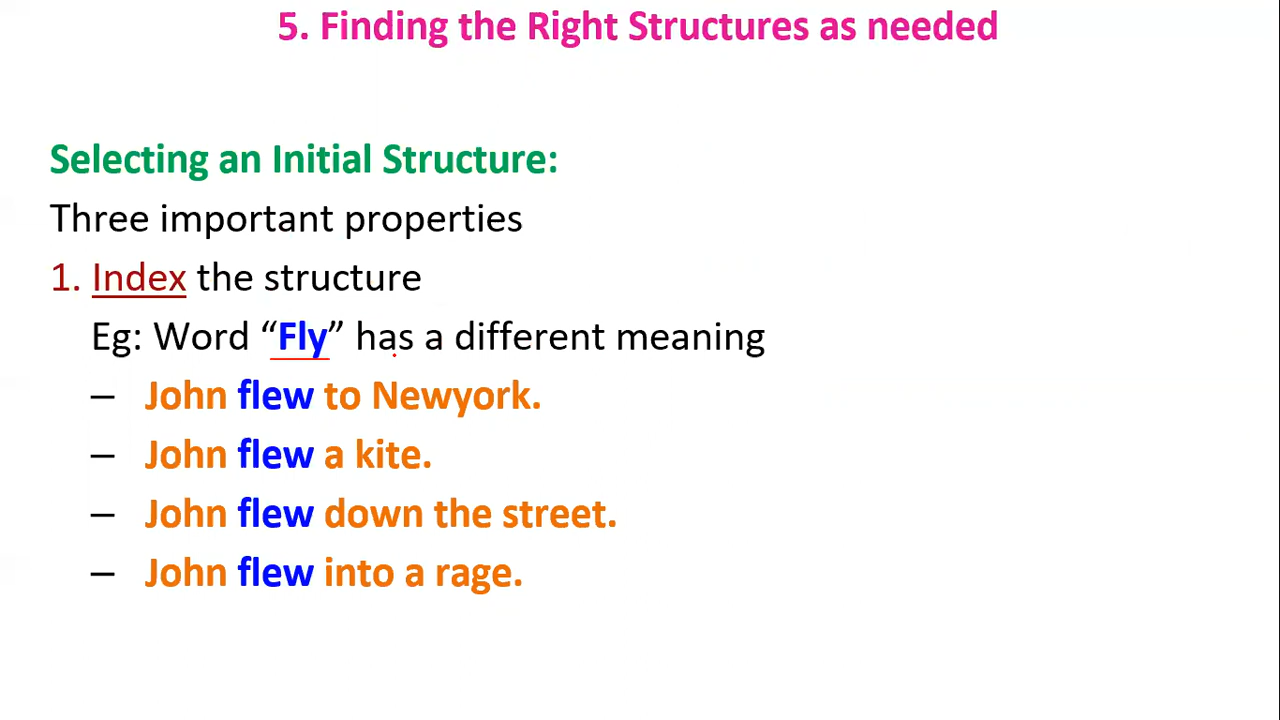 5. Finding the Right Structures as needed
Selecting an Initial Structure:
Three important properties
1. Index the structure
Eg: Word “Fly” has a different meaning
– John flew to Newyork.
– John flew a kite.
– John flew down the street.
– John flew into a rage.